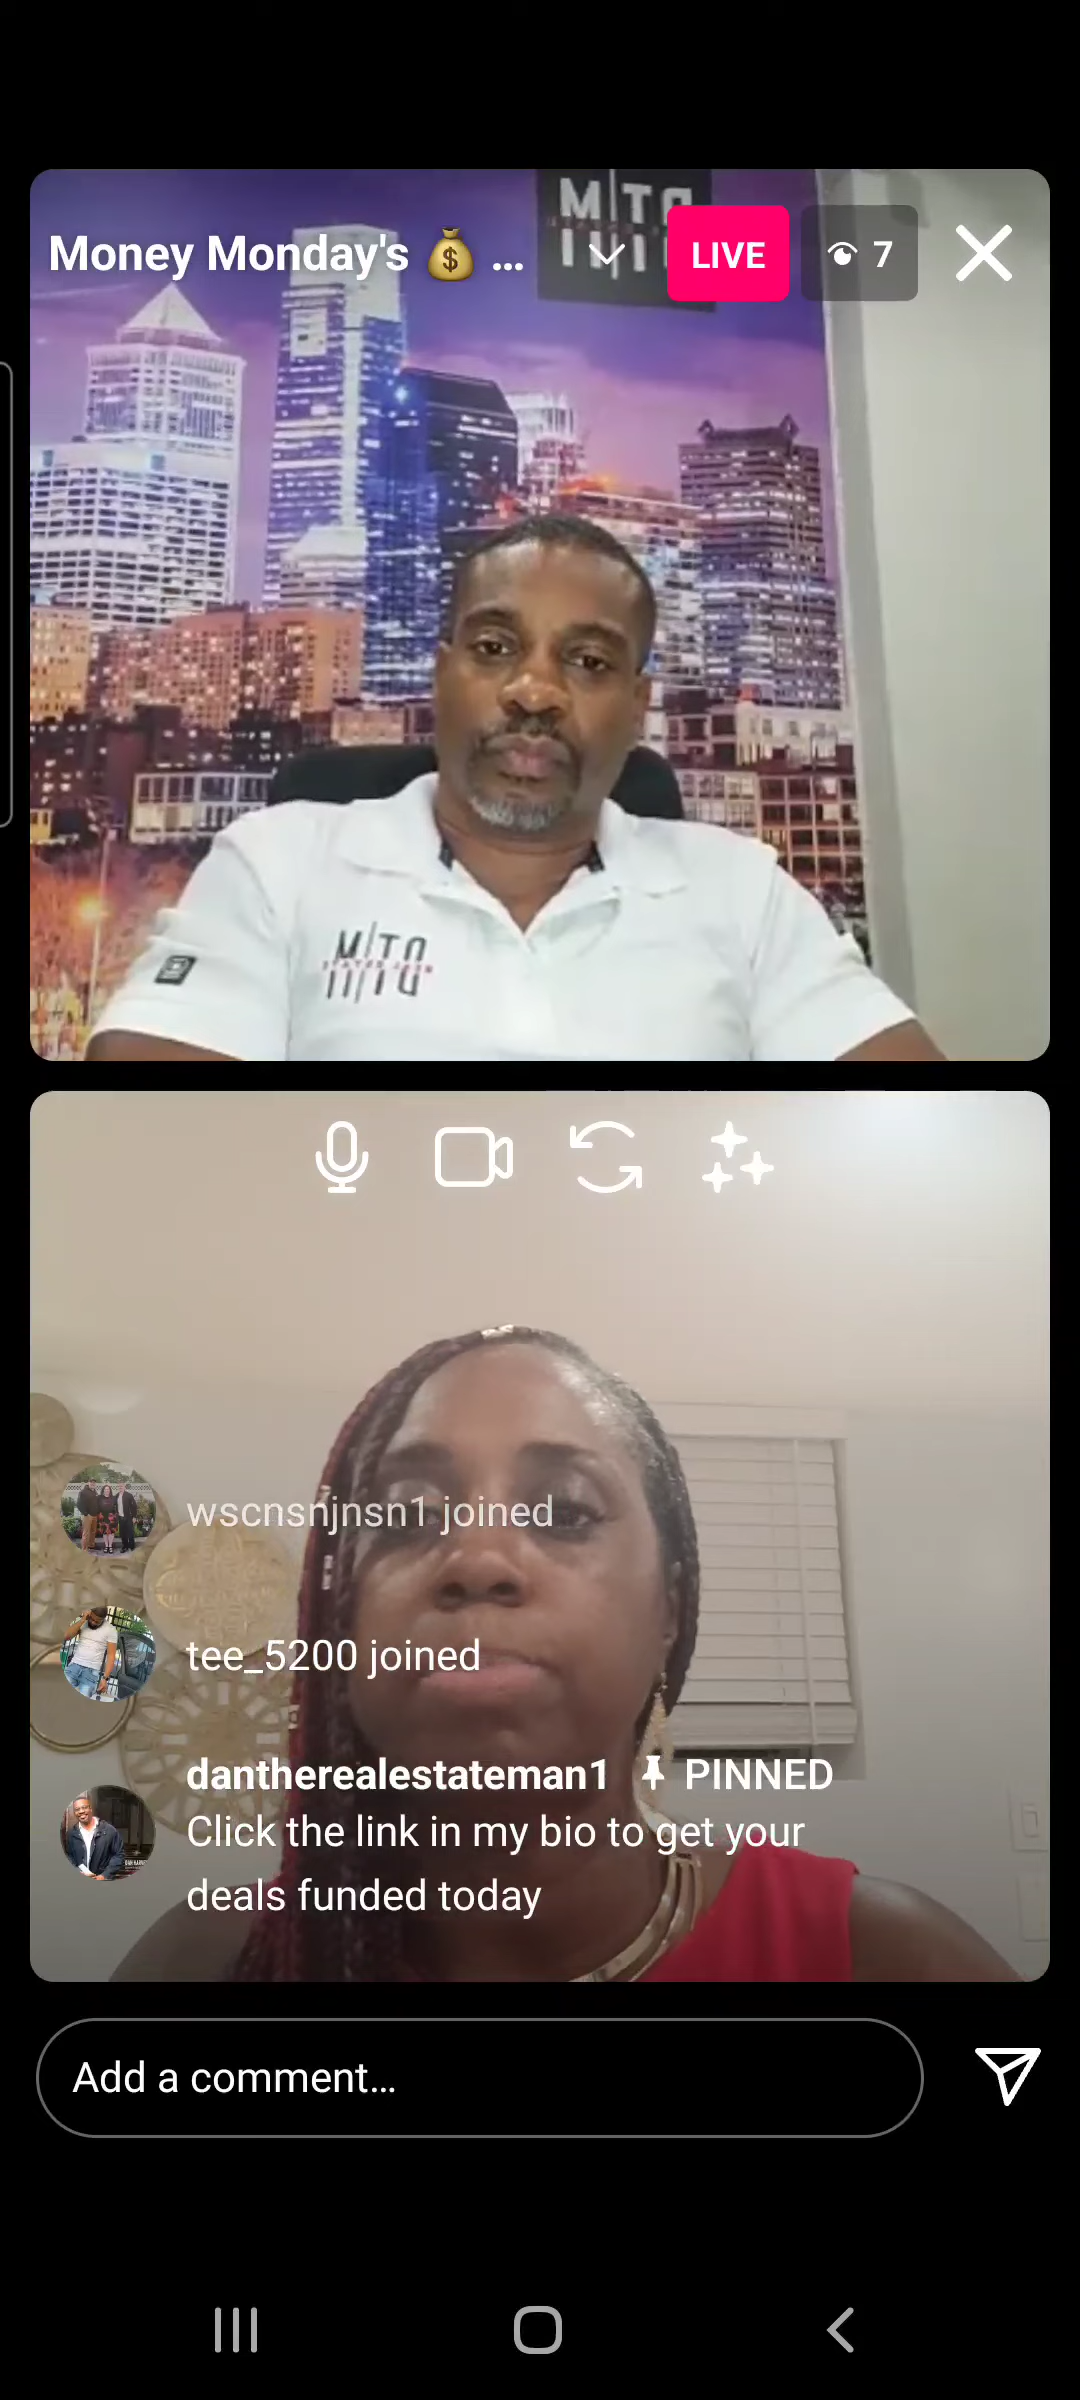 Money Monday's 💰 ...
LIVE
7
wscnsnjnsn1 joined
tee_5200 joined
dantherealestateman1 PINNED
Click the link in my bio to get your
deals funded today
Add a comment...